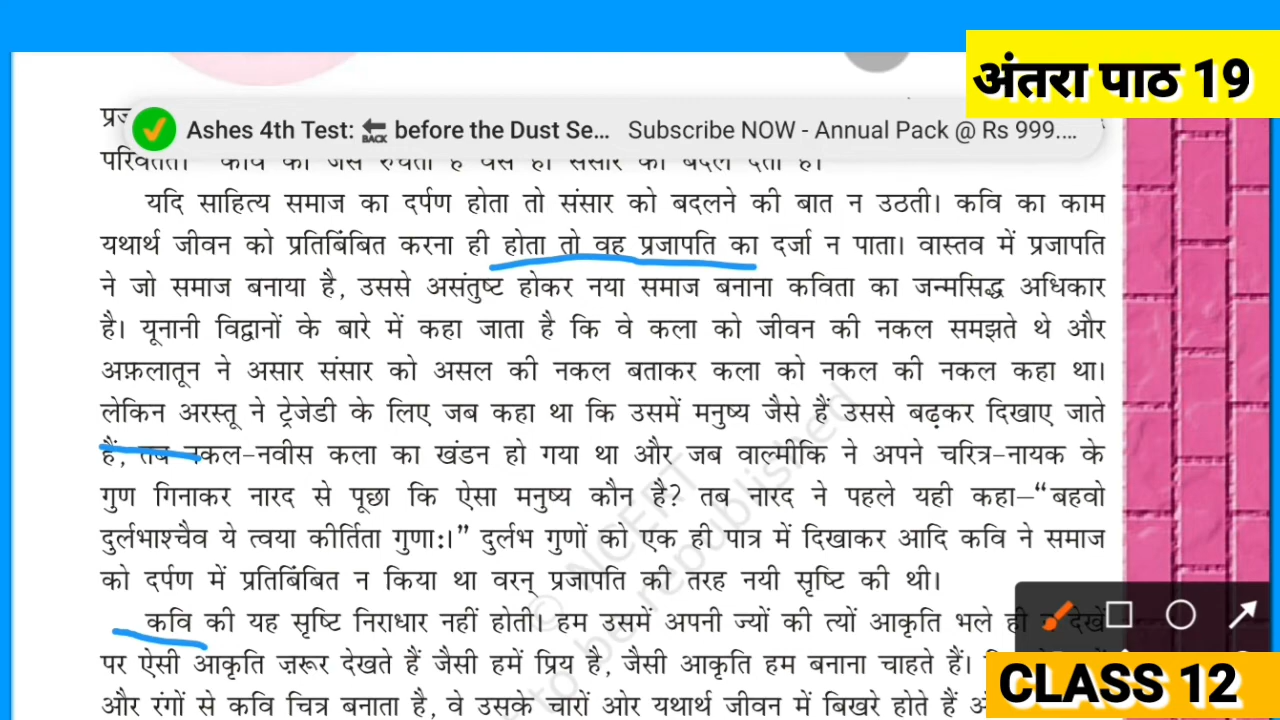 अंतरा पाठ 19
Ashes 4th Test: BACK before the Dust Se... Subscribe NOW - Annual Pack @ Rs 999....
यदि साहित्य समाज का दर्पण होता तो संसार को बदलने की बात न उठती। कवि का काम
यथार्थ जीवन को प्रतिबिंबित करना ही होता तो वह प्रजापति का दर्जा न पाता। वास्तव में प्रजापति
ने जो समाज बनाया है, उससे असंतुष्ट होकर नया समाज बनाना कविता का जन्मसिद्ध अधिकार
है। यूनानी विद्वानों के बारे में कहा जाता है कि वे कला को जीवन की नकल समझते थे और
अफ़लातून ने असार संसार को असल की नकल बताकर कला को नकल की नकल कहा था।
लेकिन अरस्तू ने ट्रेजेडी के लिए जब कहा था कि उसमें मनुष्य जैसे हैं उससे बढ़कर दिखाए जाते
हैं, तब नकल-नवीस कला का खंडन हो गया था और जब वाल्मीकि ने अपने चरित्र-नायक के
गुण गिनाकर नारद से पूछा कि ऐसा मनुष्य कौन है? तब नारद ने पहले यही कहा–“बहवो
दुर्लभाश्चैव ये त्वया कीर्तिता गुणाः।” दुर्लभ गुणों को एक ही पात्र में दिखाकर आदि कवि ने समाज
को दर्पण में प्रतिबिंबित न किया था वरन् प्रजापति की तरह नयी सृष्टि की थी।
कवि की यह सृष्टि निराधार नहीं होती। हम उसमें अपनी ज्यों की त्यों आकृति भले ही न देखें
पर ऐसी आकृति ज़रूर देखते हैं जैसी हमें प्रिय है, जैसी आकृति हम बनाना चाहते हैं।
और रंगों से कवि चित्र बनाता है, वे उसके चारों ओर यथार्थ जीवन में बिखरे होते हैं
© NCERT
not to be republished
CLASS 12